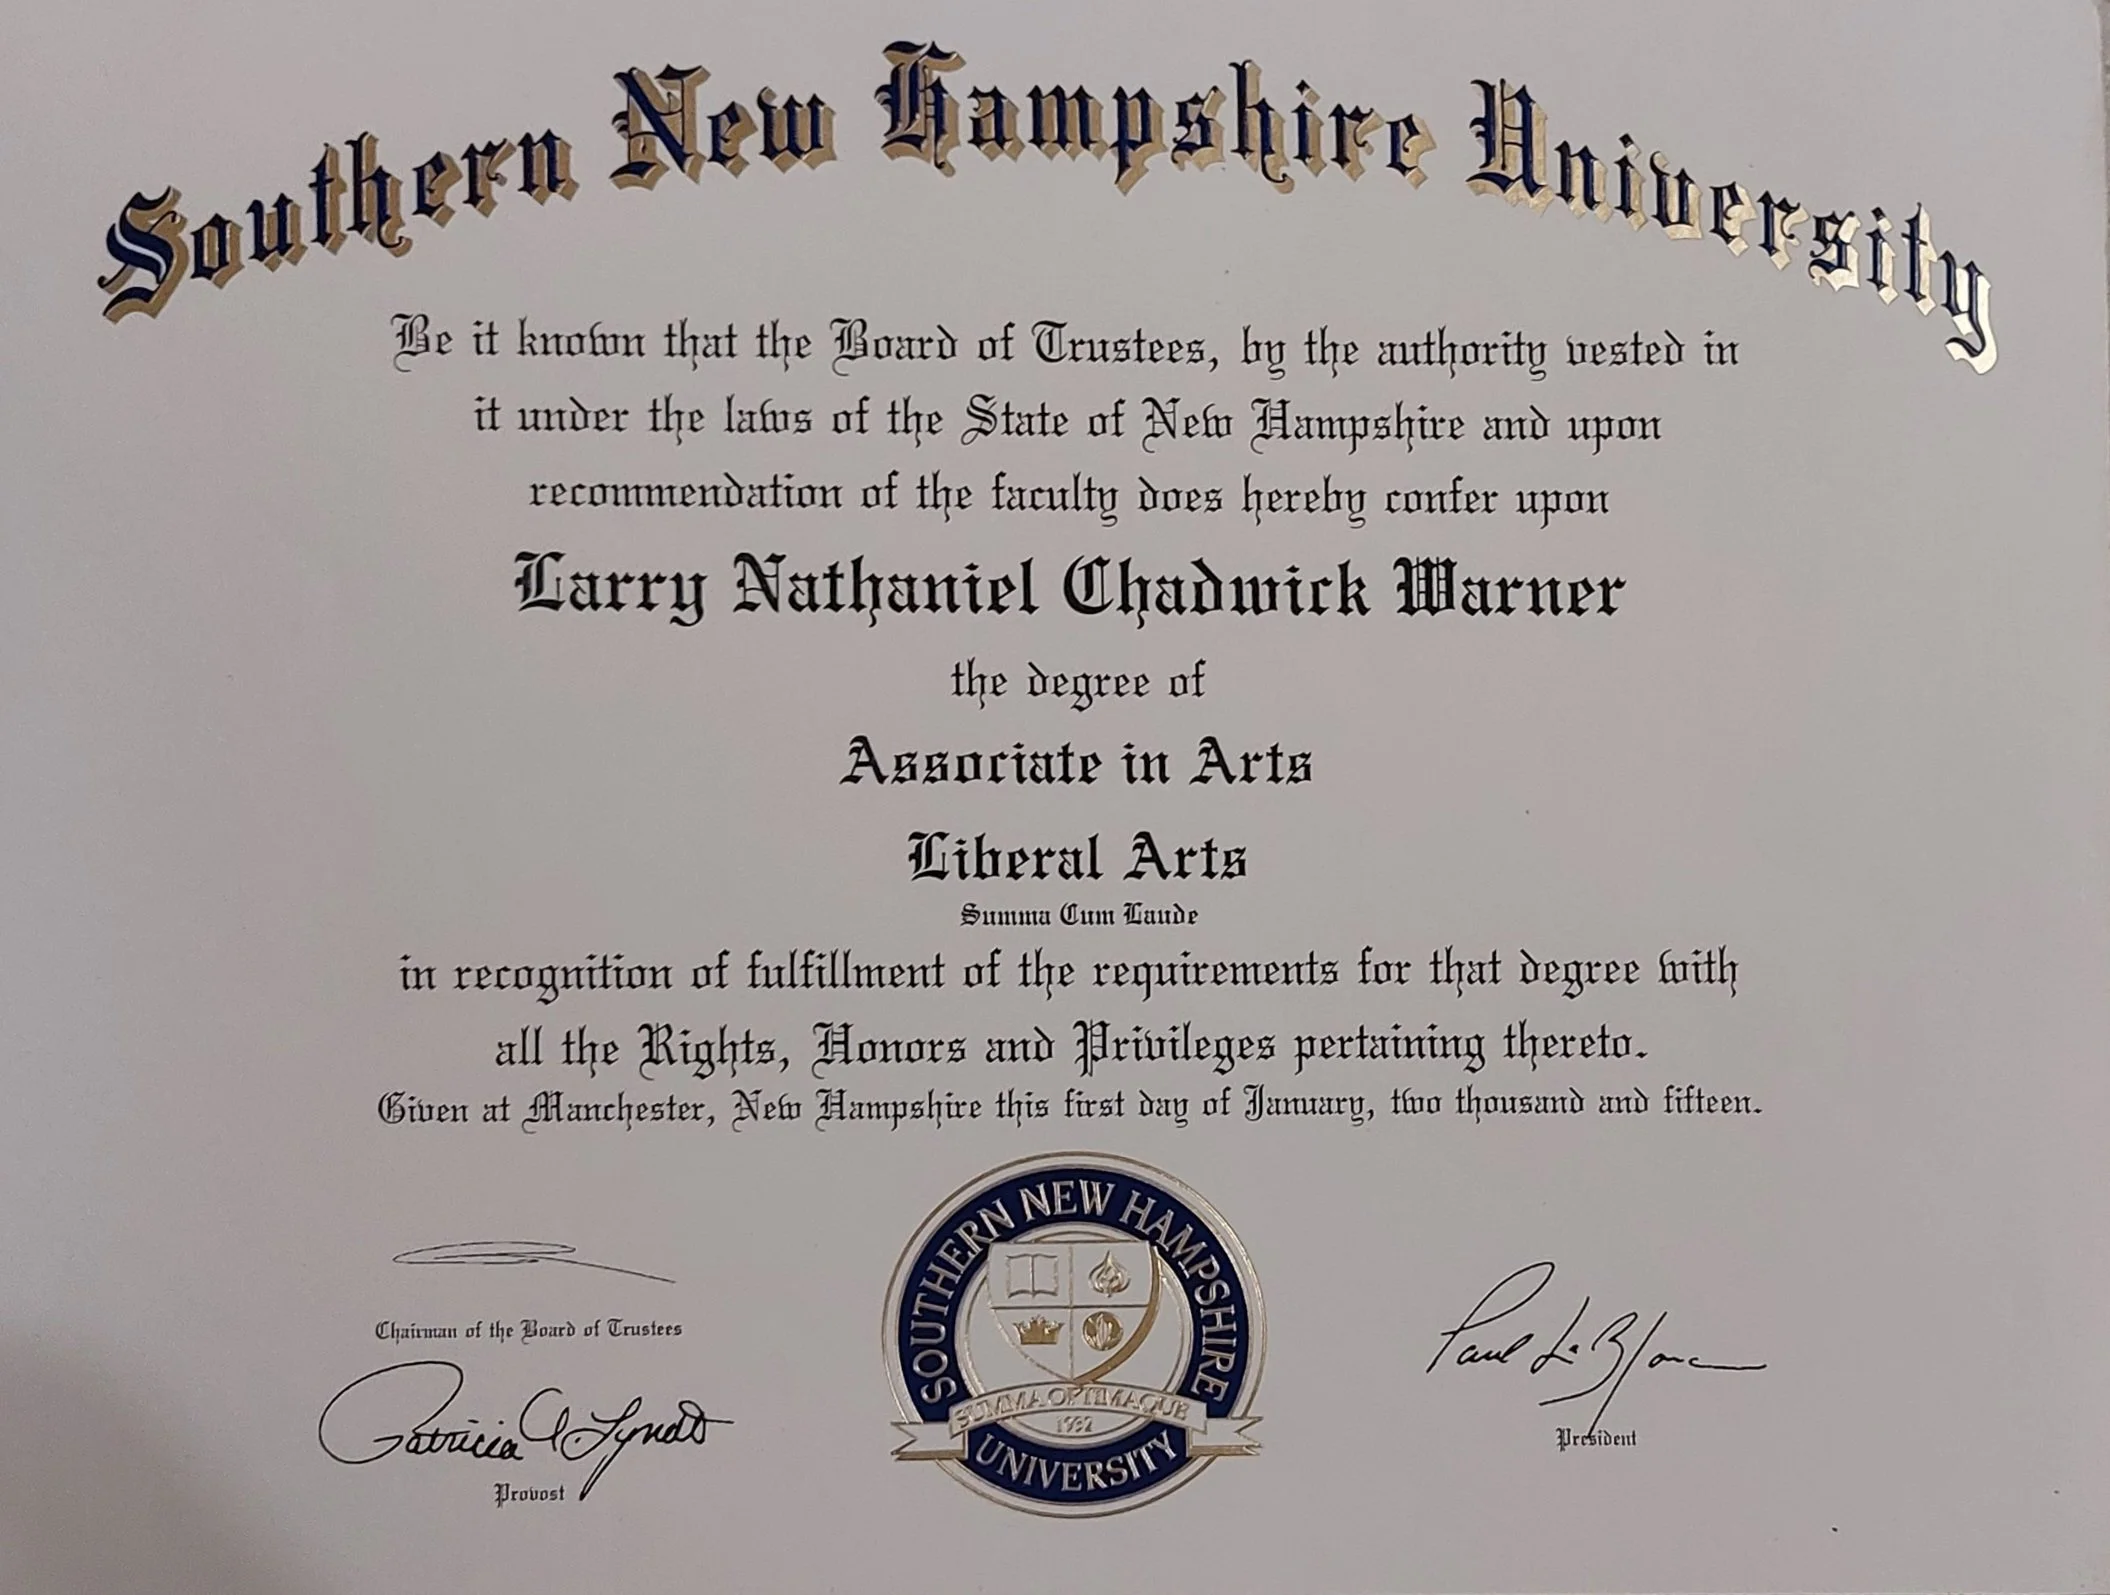 Southern New Hampshire University
Be it known that the Board of Trustees, by the authority vested in
it under the laws of the State of New Hampshire and upon
recommendation of the faculty does hereby confer upon
Larry Nathaniel Chadwick Warner
the degree of
Associate in Arts
Liberal Arts
Summa Cum Laude
in recognition of fulfillment of the requirements for that degree with
all the Rights, Honors and Privileges pertaining thereto.
Given at Manchester, New Hampshire this first day of January, two thousand and fifteen.
Chairman of the Board of Trustees
Patricia A Lynott
Provost
SOUTHERN NEW HAMPSHIRE
SUMMA OPTIMAQUE
1932
UNIVERSITY
Paul LeBlanc
President